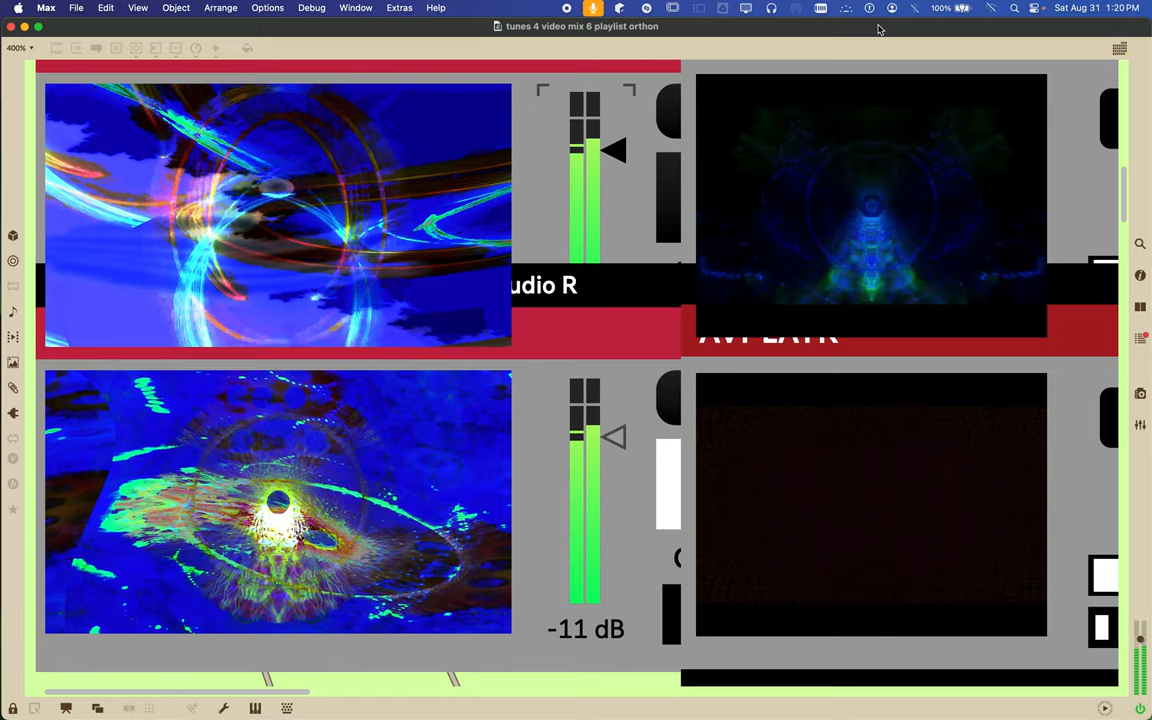 Max File Edit View Object Arrange Options Debug Window Extras Help 100% Sat Aug 31 1:20 PM
tunes 4 video mix 6 playlist orthon
400%
udio R
-11 dB